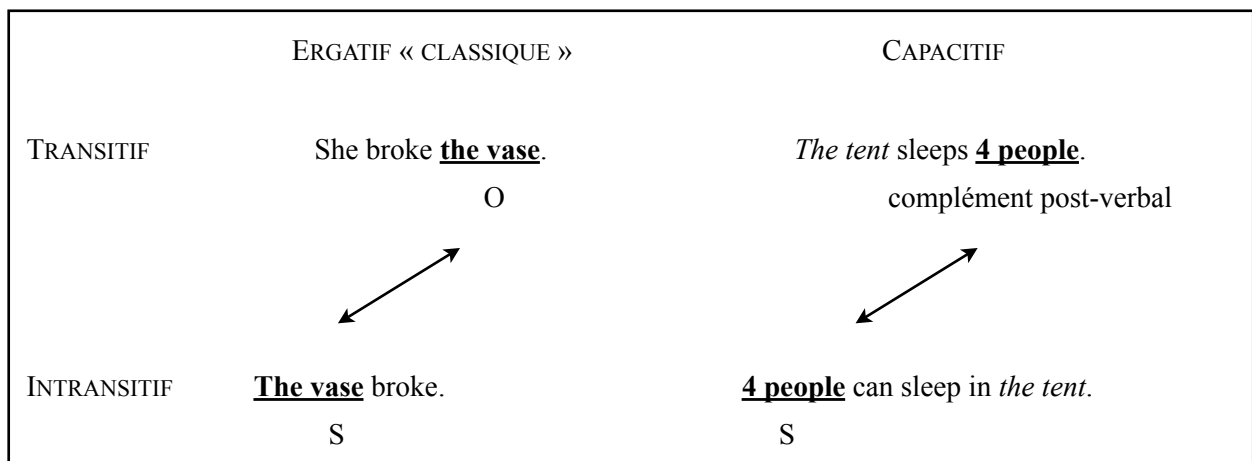 ERGATIF « CLASSIQUE » CAPACITIF
TRANSITIF She broke the vase. The tent sleeps 4 people.
O complément post-verbal
INTRANSITIF The vase broke. 4 people can sleep in the tent.
S S